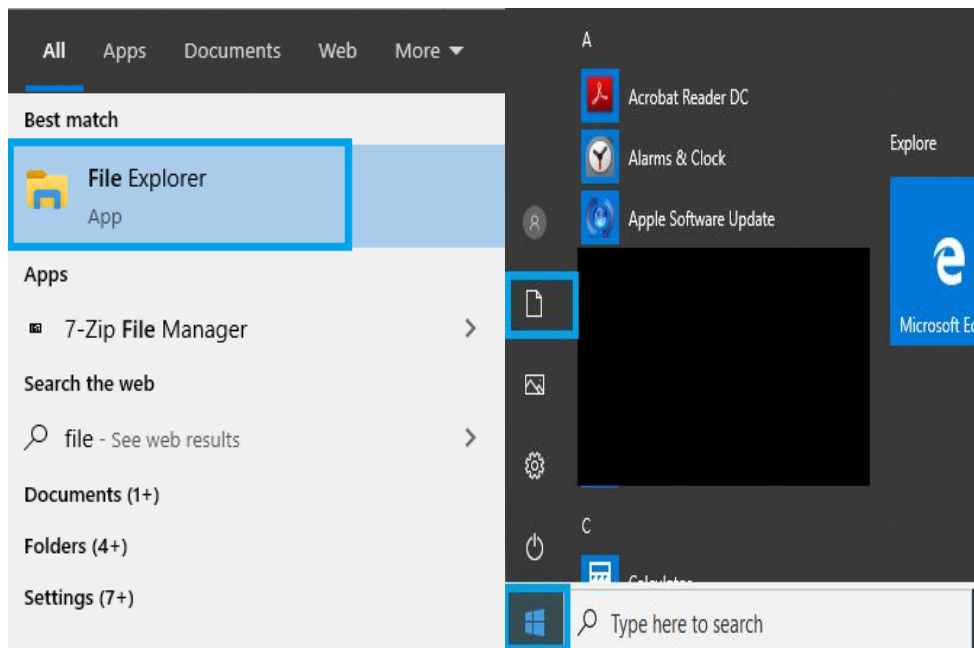 All Apps Documents Web More
Best match
File Explorer
App
Apps
7-Zip File Manager
Search the web
file - See web results
Documents (1+)
Folders (4+)
Settings (7+)
A
Acrobat Reader DC
Alarms & Clock
Apple Software Update
C
Explore
Microsoft
Type here to search